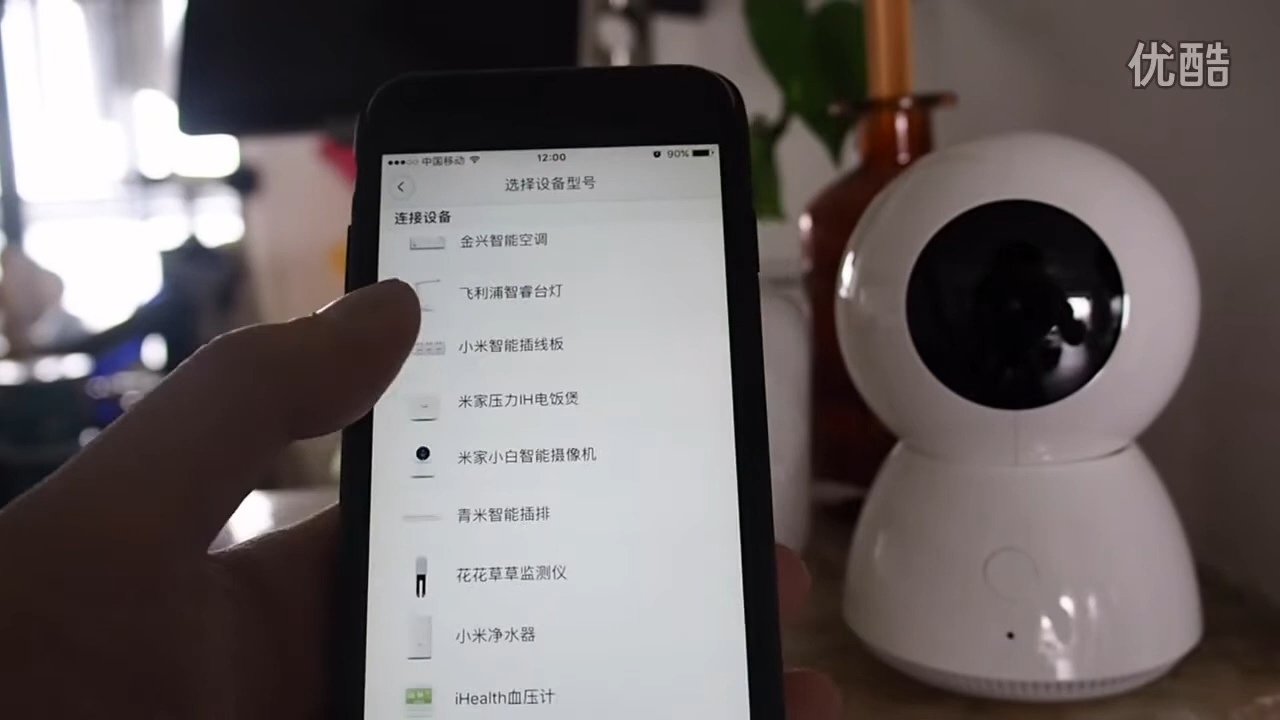 优酷
中国移动 12:00 90%
选择设备型号
连接设备
金兴智能空调
飞利浦智睿台灯
小米智能插线板
米家压力IH电饭煲
米家小白智能摄像机
青米智能插排
花花草草监测仪
小米净水器
iHealth血压计